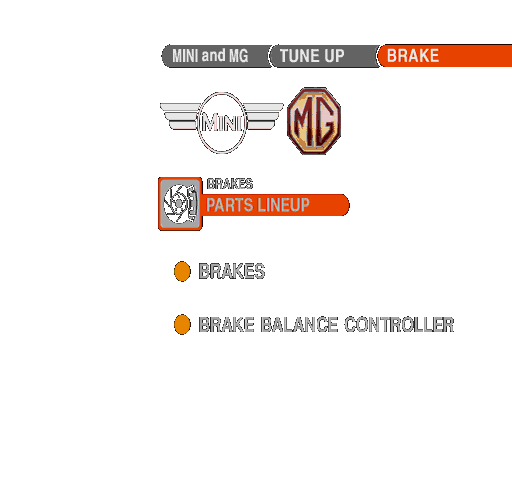 MINI and MG TUNE UP BRAKE
MINI MG
BRAKES
PARTS LINEUP
BRAKES
BRAKE BALANCE CONTROLLER